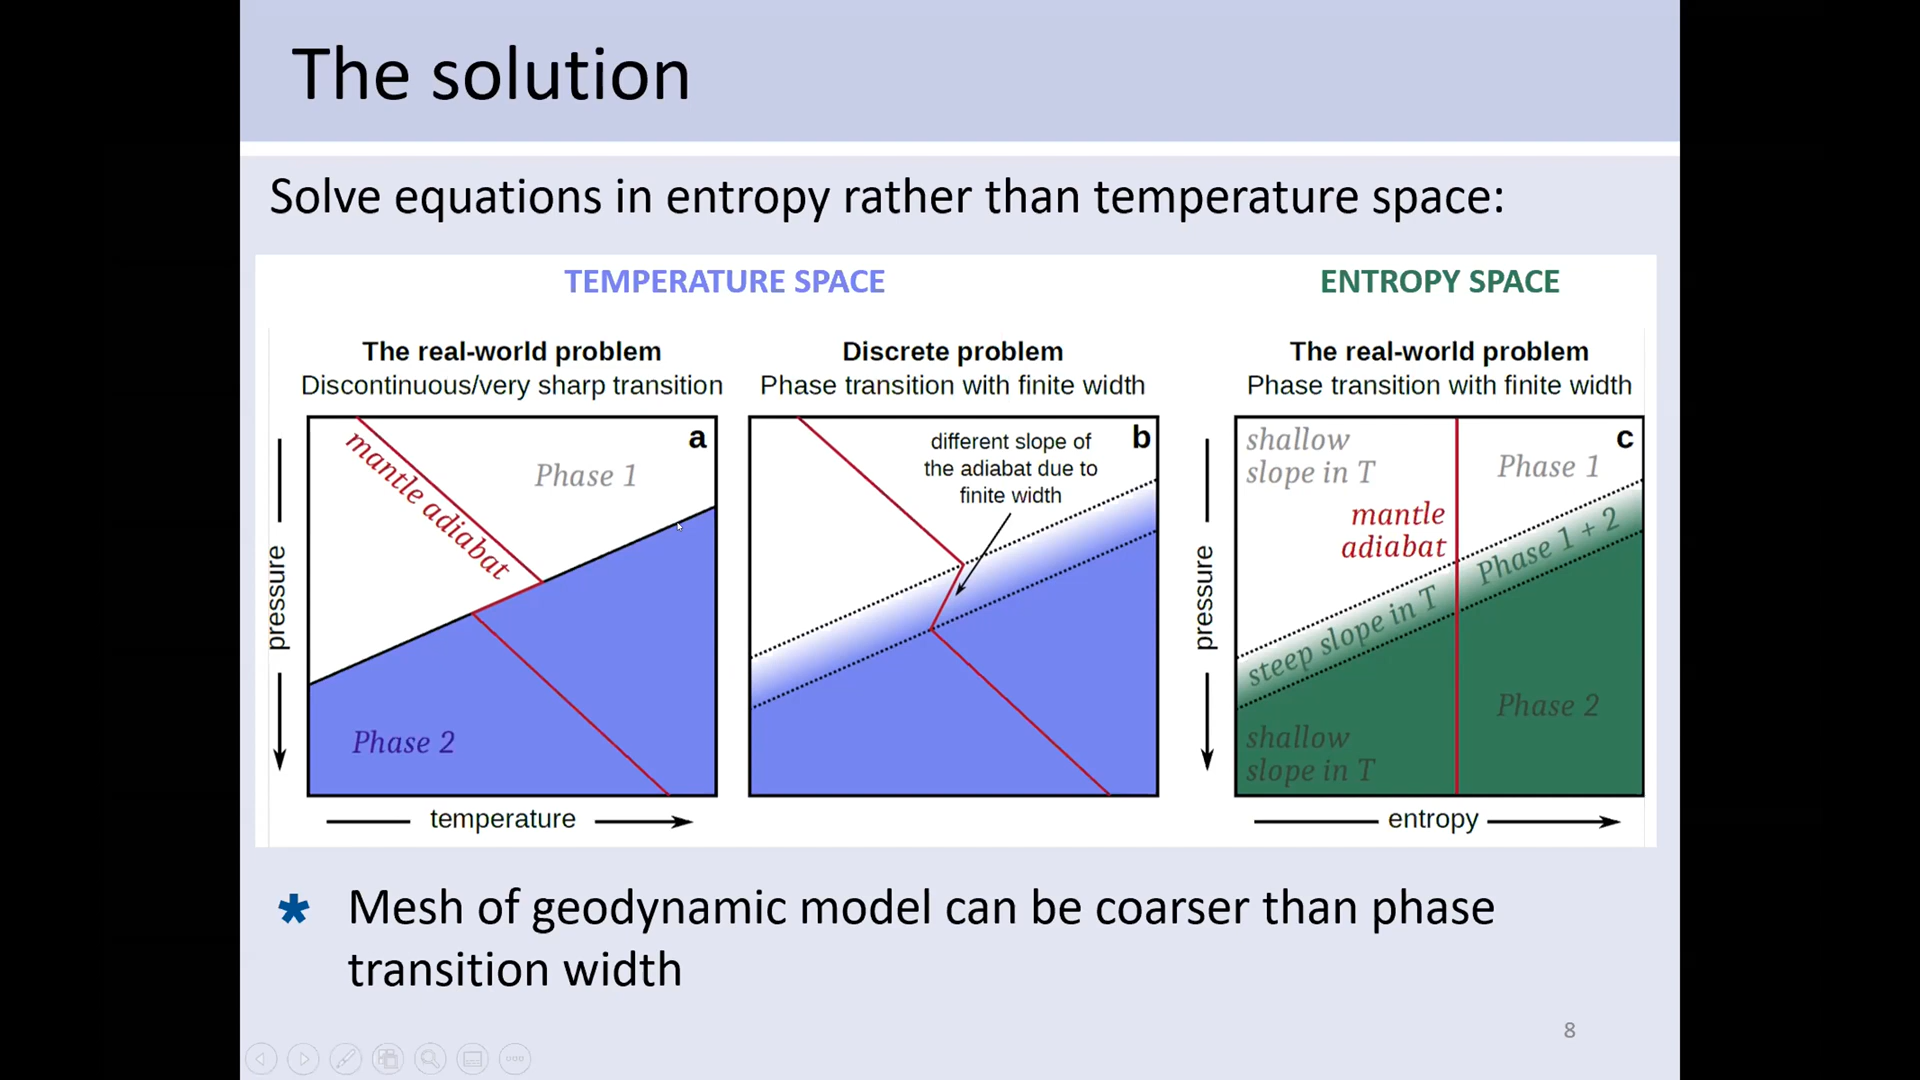 The solution
Solve equations in entropy rather than temperature space:
TEMPERATURE SPACE
ENTROPY SPACE
The real-world problem
Discontinuous/very sharp transition
Discrete problem
Phase transition with finite width
The real-world problem
Phase transition with finite width
pressure
a
mantle adiabat
Phase 1
Phase 2
temperature
b
different slope of
the adiabat due to
finite width
pressure
c
shallow
slope in T
Phase 1
mantle
adiabat
Phase 1 + 2
steep slope in T
Phase 2
shallow
slope in T
entropy
* Mesh of geodynamic model can be coarser than phase
transition width
8